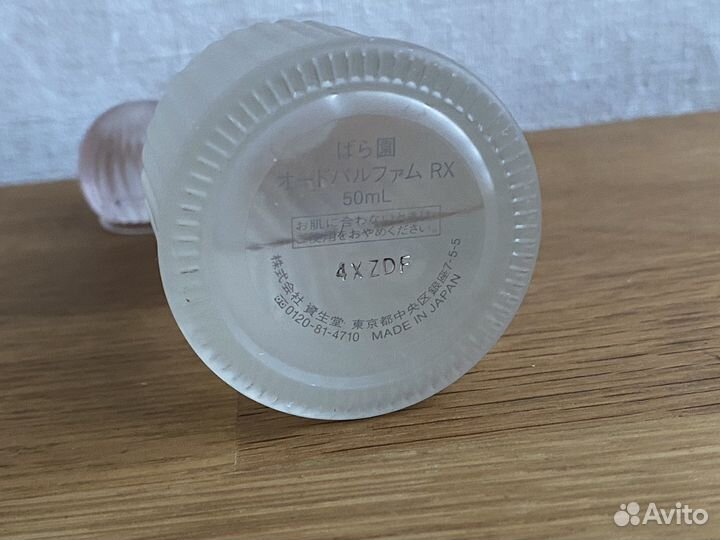 ばら園
オードパルファム RX
50mL
お肌に合わないときは、
ご使用をおやめください。
4XZDF
株式会社 資生堂 東京都中央区銀座7-5-5
0120-81-4710 MADE IN JAPAN
Avito